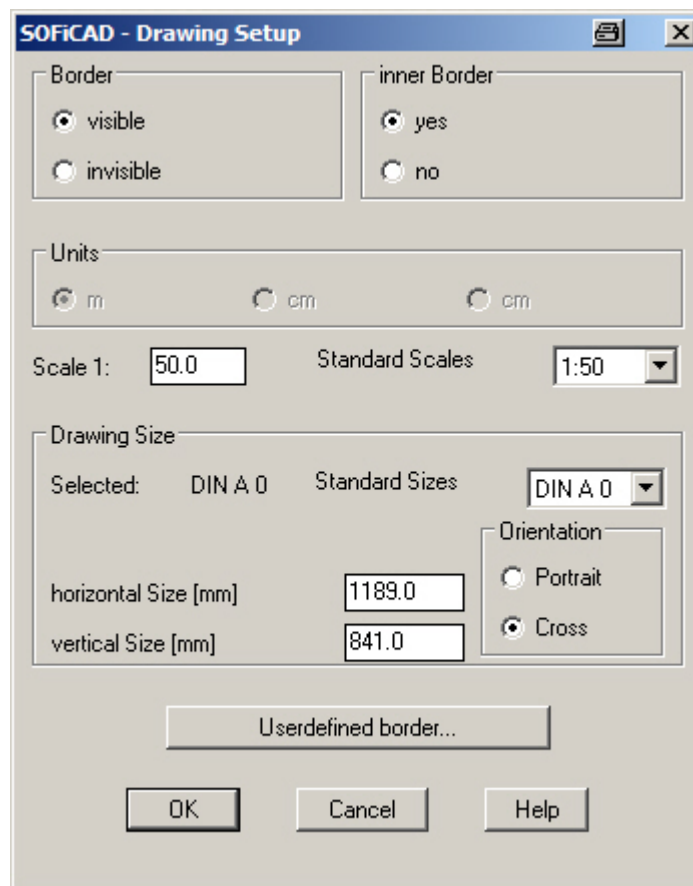 SOFiCAD - Drawing Setup
Border
visible
invisible
inner Border
yes
no
Units
m cm cm
Scale 1: 50.0 Standard Scales 1:50
Drawing Size
Selected: DIN A 0 Standard Sizes DIN A 0
Orientation
Portrait
Cross
horizontal Size [mm] 1189.0
vertical Size [mm] 841.0
Userdefined border...
OK Cancel Help